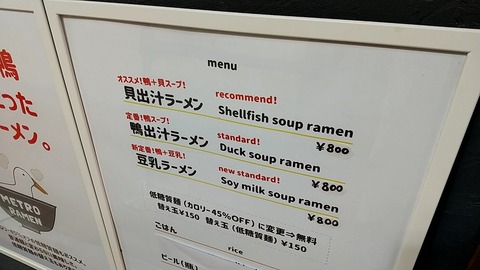 menu
オススメ!鴨+貝スープ!
貝出汁ラーメン
recommend!
Shellfish soup ramen
¥800
定番!鴨スープ!
鴨出汁ラーメン
standard!
Duck soup ramen
¥800
新定番!鴨+豆乳!
豆乳ラーメン
new standard!
Soy milk soup ramen
¥800
低糖質麺(カロリー45%OFF)に変更⇒無料
替え玉¥150 替え玉(低糖質麺)¥150
ごはん
rice
ビール(瓶)
鴨
った
ーメン。
METRO
RAMEN